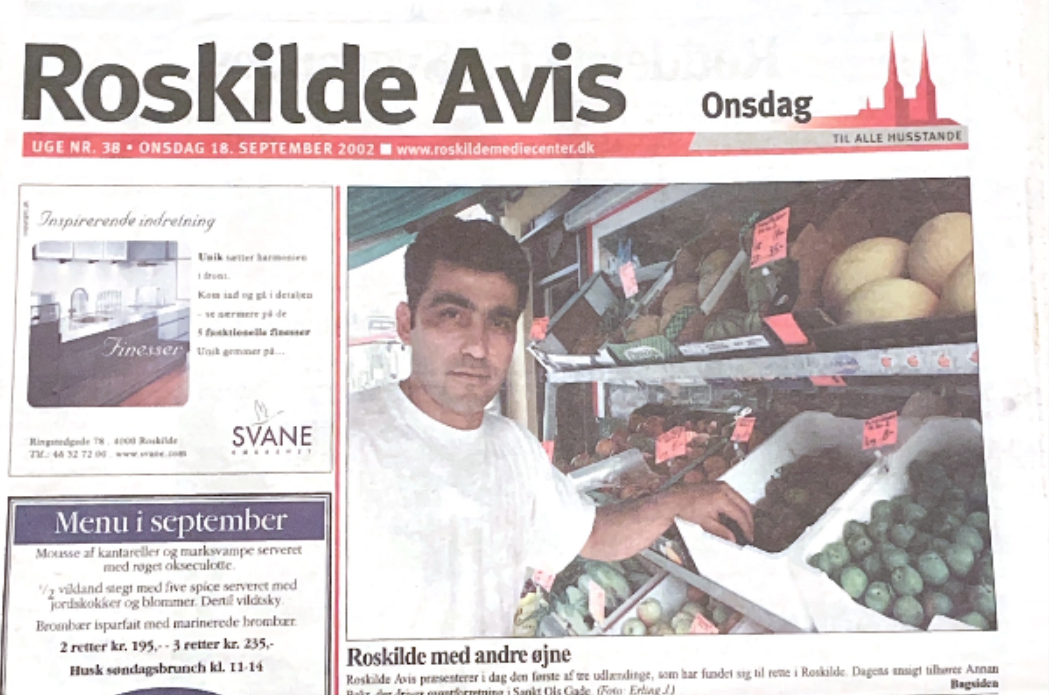 Roskilde Avis
Onsdag
TIL ALLE HUSSTANDE
UGE NR. 38 • ONSDAG 18. SEPTEMBER 2002 ■ www.roskildemediecenter.dk
Inspirerende indretning
Unik sætter harmonien
i front.
Kom ind og gå i detaljen
- se nærmere på de
5 funktionelle finesser
Unik gemmer på...
Finesser
Ringstedgade 78 . 4000 Roskilde
Tlf.: 46 32 72 00 . www.svane.com
SVANE
Menu i september
Mousse af kantareller og marksvampe serveret
med røget okseculotte.
1/2 vildand stegt med five spice serveret med
jordskokker og blommer. Dertil vildtsky.
Brombær isparfait med marinerede brombær.
2 retter kr. 195,- - 3 retter kr. 235,-
Husk søndagsbrunch kl. 11-14
Roskilde med andre øjne
Roskilde Avis præsenterer i dag den første af tre udlændinge, som har fundet sig til rette i Roskilde. Dagens ansigt tilhører Annan
Bakr, der driver grøntforretning i Sankt Ols Gade. (Foto: Erling J.)
Bagsiden